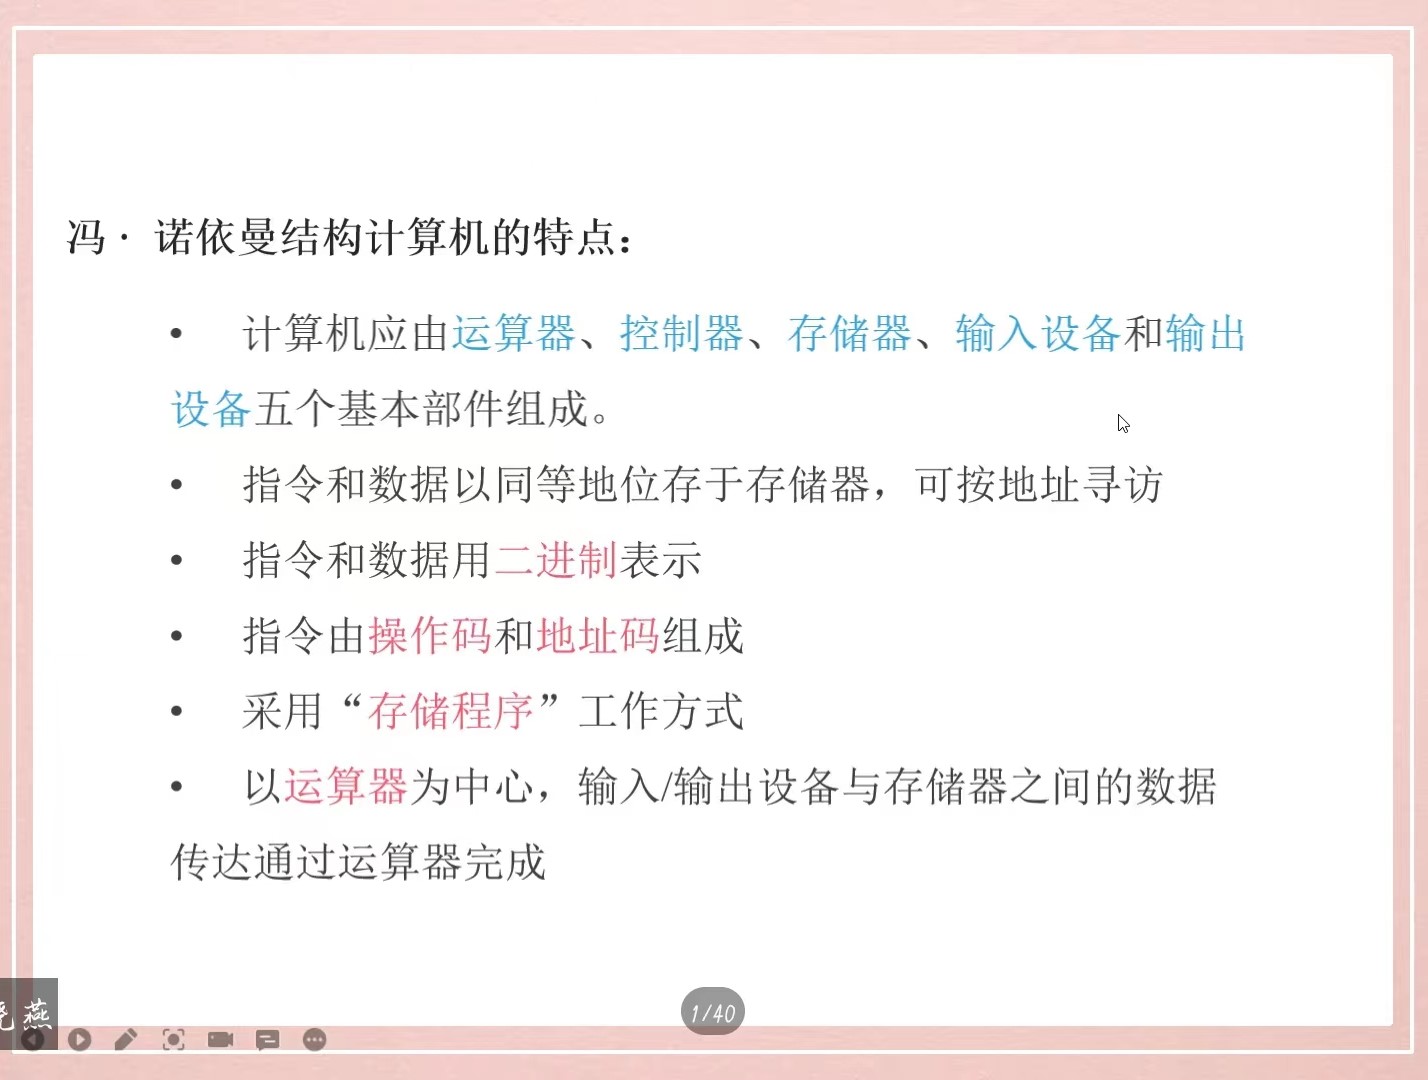 冯· 诺依曼结构计算机的特点：
• 计算机应由运算器、控制器、存储器、输入设备和输出
设备五个基本部件组成。
• 指令和数据以同等地位存于存储器，可按地址寻访
• 指令和数据用二进制表示
• 指令由操作码和地址码组成
• 采用“存储程序”工作方式
• 以运算器为中心，输入/输出设备与存储器之间的数据
传达通过运算器完成
燕
1/40